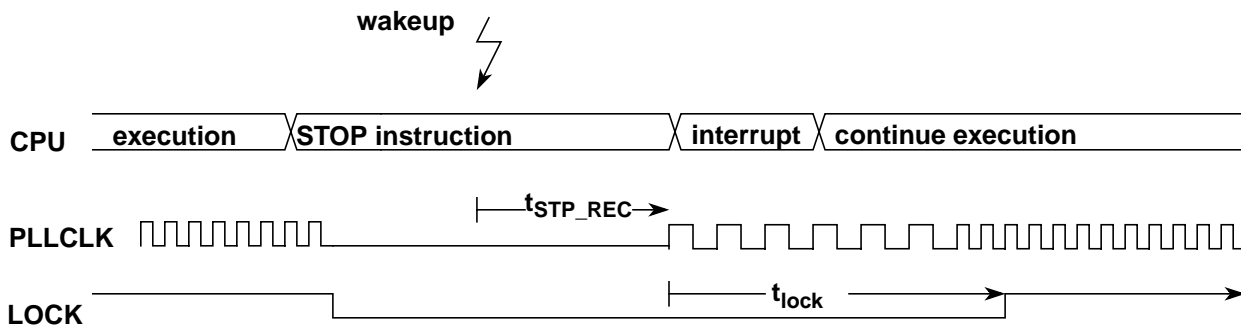 wakeup
CPU execution STOP instruction interrupt continue execution
tSTP_REC
PLLCLK
tlock
LOCK